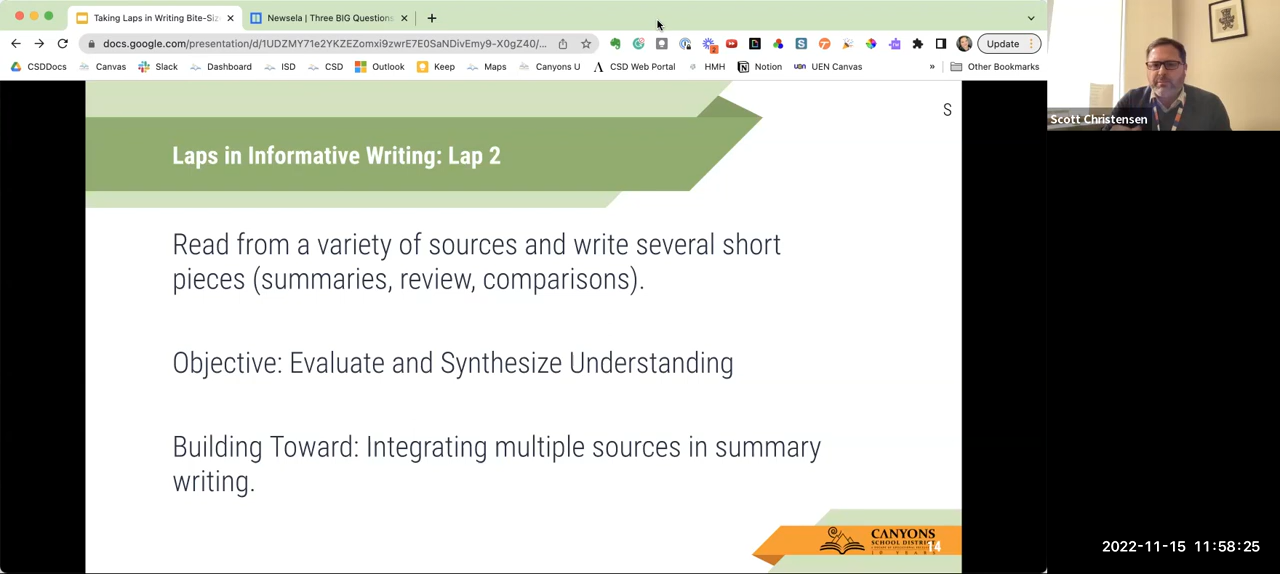 Taking Laps in Writing Bite-Siz
Newsela | Three BIG Questions
docs.google.com/presentation/d/1UDZMY71e2YKZEZomxi9zwrE7E0SaNDivEmy9-X0gZ40/...
Update
CSDDocs
Canvas
Slack
Dashboard
ISD
CSD
Outlook
Keep
Maps
Canyons U
CSD Web Portal
HMH
Notion
UEN Canvas
»
Other Bookmarks
Scott Christensen
S
Laps in Informative Writing: Lap 2
Read from a variety of sources and write several short
pieces (summaries, review, comparisons).
Objective: Evaluate and Synthesize Understanding
Building Toward: Integrating multiple sources in summary
writing.
CANYONS
SCHOOL DISTRICT
14
2022-11-15 11:58:25